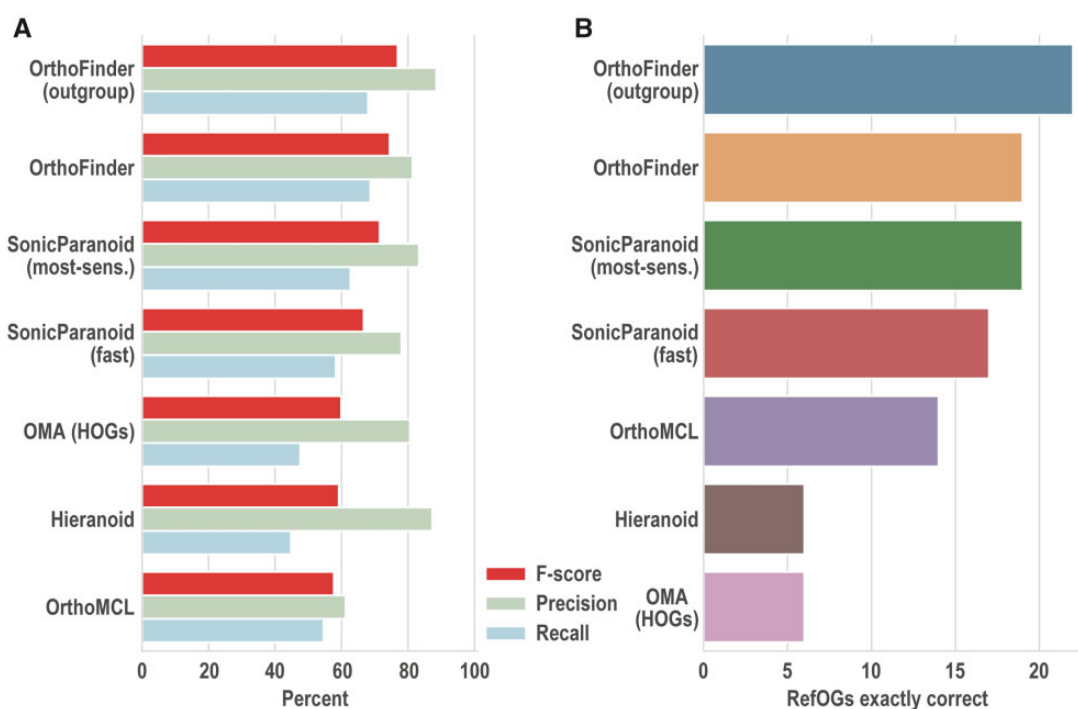 A
OrthoFinder
(outgroup)
OrthoFinder
SonicParanoid
(most-sens.)
SonicParanoid
(fast)
OMA (HOGs)
Hieranoid
OrthoMCL
F-score
Precision
Recall
0 20 40 60 80 100
Percent
B
OrthoFinder
(outgroup)
OrthoFinder
SonicParanoid
(most-sens.)
SonicParanoid
(fast)
OrthoMCL
Hieranoid
OMA
(HOGs)
0 5 10 15 20
RefOGs exactly correct